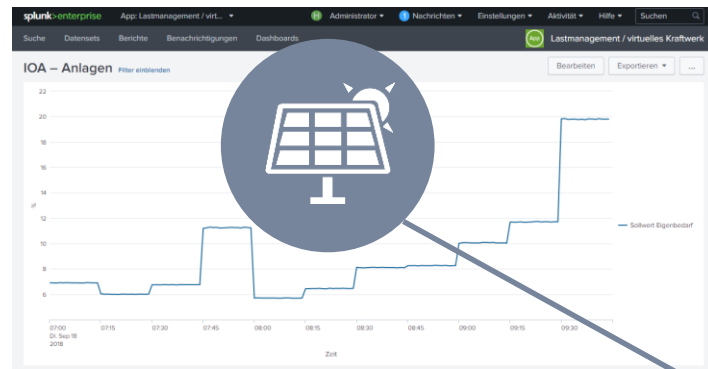 splunk>enterprise App: Lastmanagement / virt... Administrator Nachrichten Einstellungen Aktivität Hilfe Suchen
Suche Datensets Berichte Benachrichtigungen Dashboards App Lastmanagement / virtuelles Kraftwerk
IOA – Anlagen Filter einblenden Bearbeiten Exportieren ...
22
20
18
16
14
12
10
8
6
Sollwort Eigenbedarf
07:00 07:15 07:30 07:45 08:00 08:15 08:30 08:45 09:00 09:15 09:30
Di. Sep 18
2018
Zeit